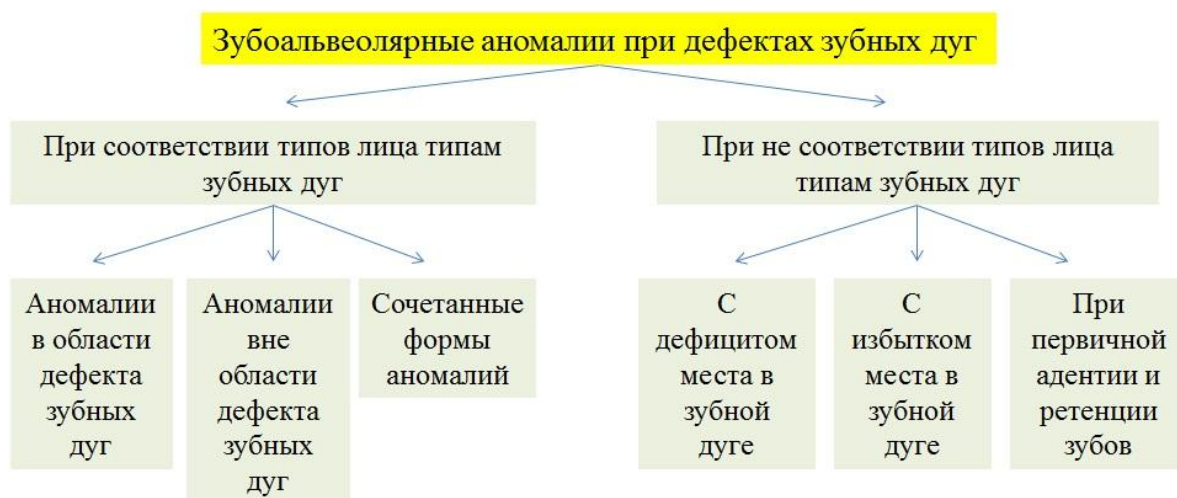 Зубоальвеолярные аномалии при дефектах зубных дуг
При соответствии типов лица типам
зубных дуг
При не соответствии типов лица
типам зубных дуг
Аномалии
в области
дефекта
зубных
дуг
Аномалии
вне
области
дефекта
зубных
дуг
Сочетанные
формы
аномалий
С
дефицитом
места в
зубной
дуге
С
избытком
места в
зубной
дуге
При
первичной
адентии и
ретенции
зубов